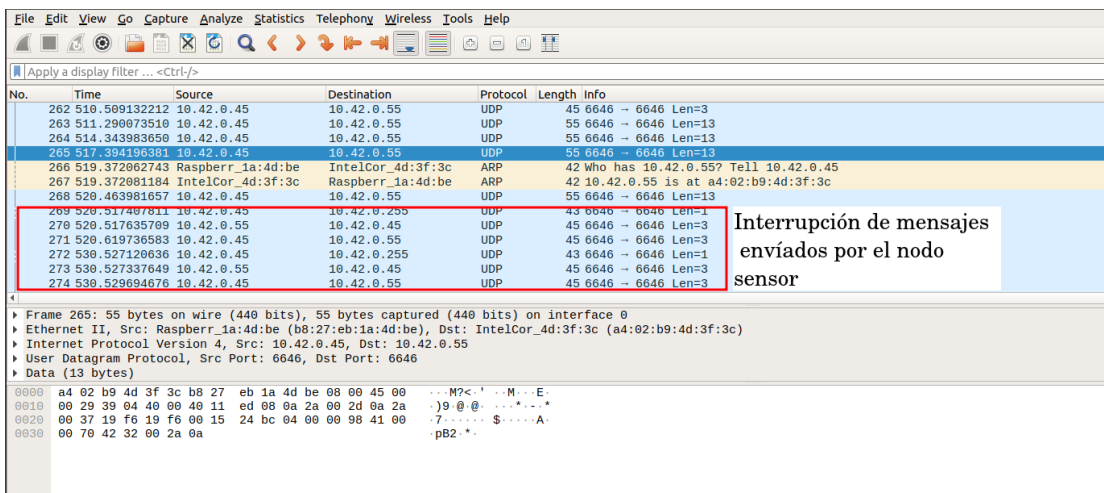 File Edit View Go Capture Analyze Statistics Telephony Wireless Tools Help
Apply a display filter ... <Ctrl-/>
No. Time Source Destination Protocol Length Info
262 510.509132212 10.42.0.45 10.42.0.55 UDP 45 6646 → 6646 Len=3
263 511.290073510 10.42.0.45 10.42.0.55 UDP 55 6646 → 6646 Len=13
264 514.343983650 10.42.0.45 10.42.0.55 UDP 55 6646 → 6646 Len=13
265 517.394196381 10.42.0.45 10.42.0.55 UDP 55 6646 → 6646 Len=13
266 519.372062743 Raspberr_1a:4d:be IntelCor_4d:3f:3c ARP 42 Who has 10.42.0.55? Tell 10.42.0.45
267 519.372081184 IntelCor_4d:3f:3c Raspberr_1a:4d:be ARP 42 10.42.0.55 is at a4:02:b9:4d:3f:3c
268 520.463981657 10.42.0.45 10.42.0.55 UDP 55 6646 → 6646 Len=13
269 520.517407811 10.42.0.45 10.42.0.255 UDP 43 6646 → 6646 Len=1
270 520.517635709 10.42.0.55 10.42.0.45 UDP 45 6646 → 6646 Len=3
271 520.619736583 10.42.0.45 10.42.0.55 UDP 45 6646 → 6646 Len=3
272 530.527120636 10.42.0.45 10.42.0.255 UDP 43 6646 → 6646 Len=1
273 530.527337649 10.42.0.55 10.42.0.45 UDP 45 6646 → 6646 Len=3
274 530.529694676 10.42.0.45 10.42.0.55 UDP 45 6646 → 6646 Len=3
Interrupción de mensajes
envíados por el nodo
sensor
Frame 265: 55 bytes on wire (440 bits), 55 bytes captured (440 bits) on interface 0
Ethernet II, Src: Raspberr_1a:4d:be (b8:27:eb:1a:4d:be), Dst: IntelCor_4d:3f:3c (a4:02:b9:4d:3f:3c)
Internet Protocol Version 4, Src: 10.42.0.45, Dst: 10.42.0.55
User Datagram Protocol, Src Port: 6646, Dst Port: 6646
Data (13 bytes)
0000 a4 02 b9 4d 3f 3c b8 27 eb 1a 4d be 08 00 45 00 ···M?<·' ··M···E·
0010 00 29 39 04 40 00 40 11 ed 08 0a 2a 00 2d 0a 2a ·)9·@·@· ···*·-·*
0020 00 37 19 f6 19 f6 00 15 24 bc 04 00 00 98 41 00 ·7······ $·····A·
0030 00 70 42 32 00 2a 0a ·pB2·*·